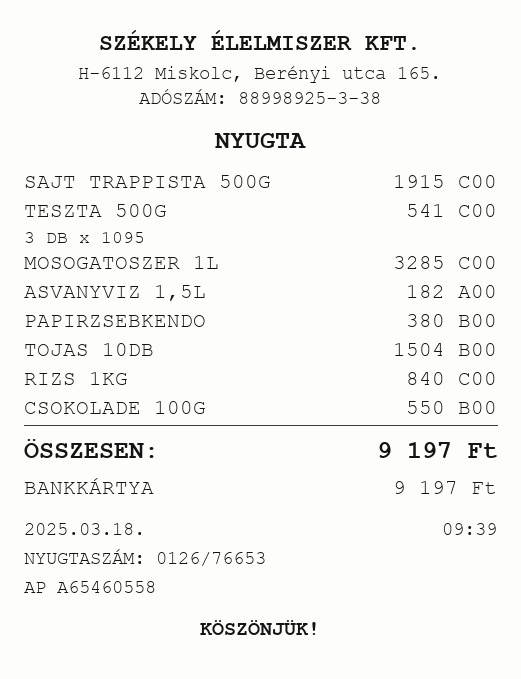 SZÉKELY ÉLELMISZER KFT.
H-6112 Miskolc, Berényi utca 165.
ADÓSZÁM: 88998925-3-38
NYUGTA
SAJT TRAPPISTA 500G 1915 C00
TESZTA 500G 541 C00
3 DB x 1095
MOSOGATOSZER 1L 3285 C00
ASVANYVIZ 1,5L 182 A00
PAPIRZSEBKENDO 380 B00
TOJAS 10DB 1504 B00
RIZS 1KG 840 C00
CSOKOLADE 100G 550 B00
ÖSSZESEN: 9 197 Ft
BANKKÁRTYA 9 197 Ft
2025.03.18. 09:39
NYUGTASZÁM: 0126/76653
AP A65460558
KÖSZÖNJÜK!